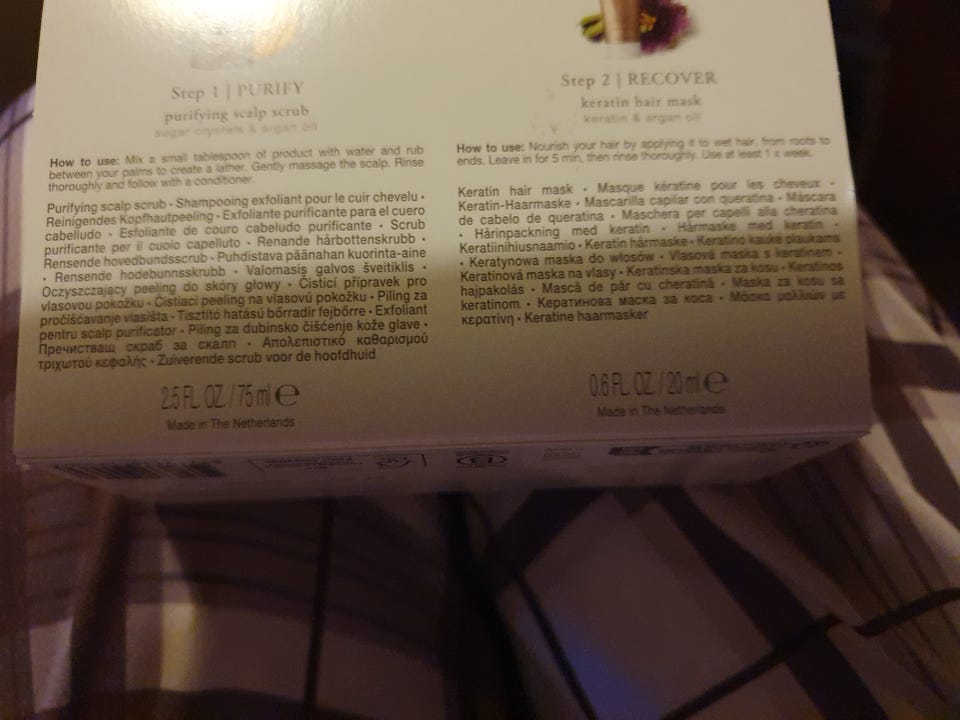 Step 1 | PURIFY
purifying scalp scrub
sugar crystals & argan oil
How to use: Mix a small tablespoon of product with water and rub
between your palms to create a lather. Gently massage the scalp. Rinse
thoroughly and follow with a conditioner.
Purifying scalp scrub • Shampooing exfoliant pour le cuir chevelu •
Reinigendes Kopfhautpeeling • Exfoliante purificante para el cuero
cabelludo • Esfoliante de couro cabeludo purificante • Scrub
purificante per il cuoio capelluto • Renande hårbottenskrubb •
Rensende hovedbundsscrub • Puhdistava päänahan kuorinta-aine
• Rensende hodebunnsskrubb • Valomasis galvos šveitiklis •
Oczyszczający peeling do skóry głowy • Čisticí přípravek pro
vlasovou pokožku • Čistiaci peeling na vlasovú pokožku • Piling za
pročišćavanje vlasišta • Tisztító hatású bőrradír fejbőrre • Exfoliant
pentru scalp purificator • Piling za dubinsko čišćenje kože glave •
Пречистващ скраб за скалп • Απολεπιστικό καθαρισμού
τριχωτού κεφαλής • Zuiverende scrub voor de hoofdhuid
2.5 FL. OZ. / 75 ml e
Made in The Netherlands
Step 2 | RECOVER
keratin hair mask
keratin & argan oil
How to use: Nourish your hair by applying it to wet hair, from roots to
ends. Leave in for 5 min, then rinse thoroughly. Use at least 1 x week.
Keratin hair mask • Masque kératine pour les cheveux •
Keratin-Haarmaske • Mascarilla capilar con queratina • Máscara
de cabelo de queratina • Maschera per capelli alla cheratina
• Hårinpackning med keratin • Hårmaske med keratin •
Keratiinihiusnaamio • Keratin hårmaske • Keratino kaukė plaukams
• Keratynowa maska do włosów • Vlasová maska s keratinem •
Keratínová maska na vlasy • Keratinska maska za kosu • Keratinos
hajpakolás • Mască de păr cu cheratină • Maska za kosu sa
keratinom • Кератинова маска за коса • Μάσκα μαλλιών με
κερατίνη • Keratine haarmasker
0.6 FL. OZ. / 20 ml e
Made in The Netherlands